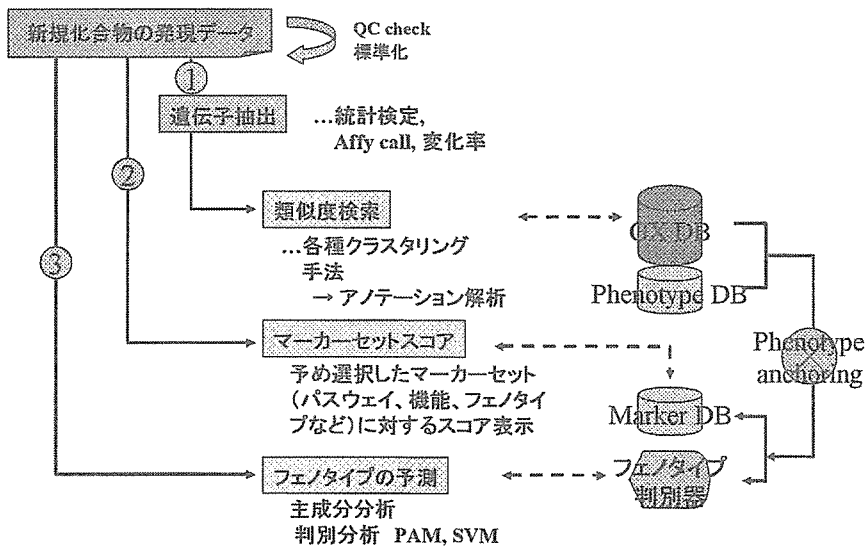 新規化合物の発現データ
QC check
標準化
①
遺伝子抽出
…統計検定,
Affy call, 変化率
②
類似度検索
GX DB
…各種クラスタリング
手法
→ アノテーション解析
③
Phenotype DB
マーカーセットスコア
Phenotype
anchoring
予め選択したマーカーセット
(パスウェイ、機能、フェノタイ
プなど)に対するスコア表示
Marker DB
フェノタイプの予測
フェノタイプ
判別器
主成分分析
判別分析 PAM, SVM